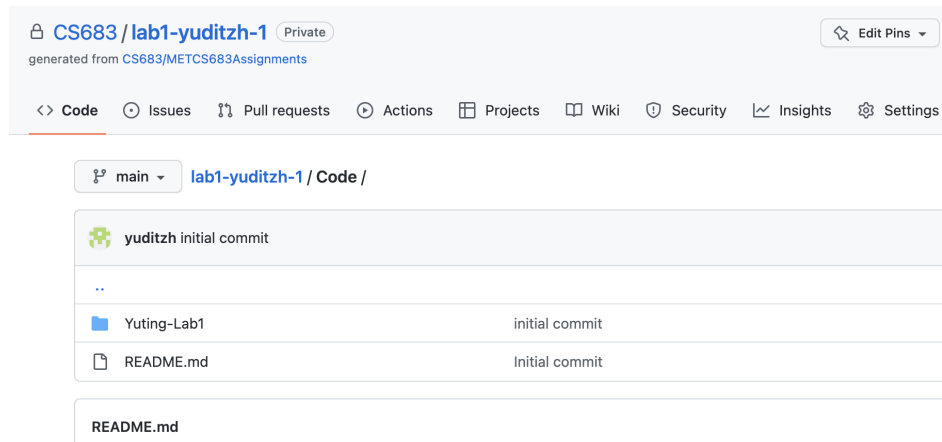 CS683 / lab1-yuditzh-1 Private
Edit Pins
generated from CS683/METCS683Assignments
Code Issues Pull requests Actions Projects Wiki Security Insights Settings
main lab1-yuditzh-1 / Code /
yuditzh initial commit
..
Yuting-Lab1 initial commit
README.md Initial commit
README.md